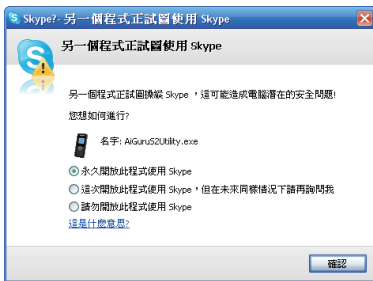 Skype?- 另一個程式正試圖使用 Skype
另一個程式正試圖使用 Skype
另一個程式正試圖操縱 Skype ，這可能造成電腦潛在的安全問題!
您想如何進行?
名字: AiGuruS2Utility.exe
永久開放此程式使用 Skype
這次開放此程式使用 Skype，但在未來同樣情況下請再詢問我
請勿開放此程式使用 Skype
這是什麼意思?
確認